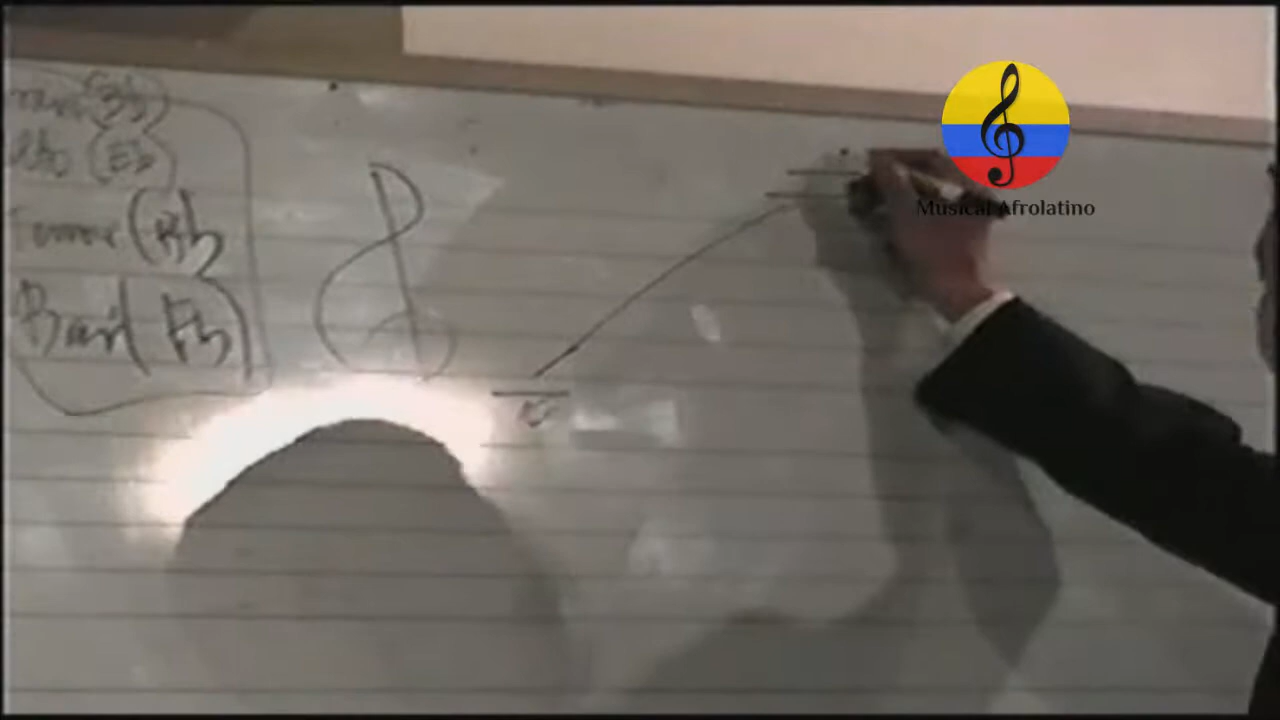 (Bb)
Alto (Eb)
Tenor (Bb
Bari (Eb)
Musical Afrolatino